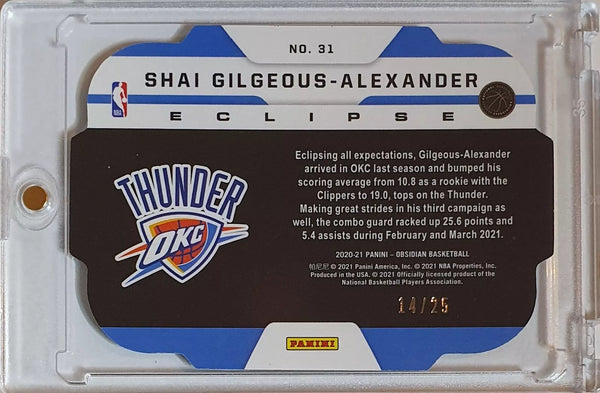 NO. 31
SHAI GILGEOUS-ALEXANDER
NBA
ECLIPSE
Eclipsing all expectations, Gilgeous-Alexander
arrived in OKC last season and bumped his
scoring average from 10.8 as a rookie with the
Clippers to 19.0, tops on the Thunder.
Making great strides in his third campaign as
well, the combo guard racked up 25.6 points and
5.4 assists during February and March 2021.
THUNDER
OKC
2020-21 PANINI – OBSIDIAN BASKETBALL
帕尼尼 © 2021 Panini America, Inc. © 2021 NBA Properties, Inc.
Produced in the USA. © 2021 Officially licensed product of the
National Basketball Players Association.
14/25
PANINI